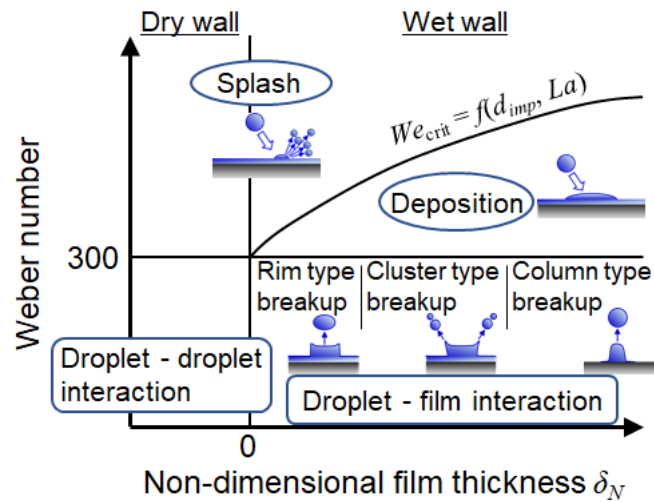 Dry wall
Wet wall
Splash
We_crit = f(d_imp, La)
Deposition
Weber number
300
Rim type
breakup
Cluster type
breakup
Column type
breakup
Droplet - droplet
interaction
Droplet - film interaction
0
Non-dimensional film thickness δ_N